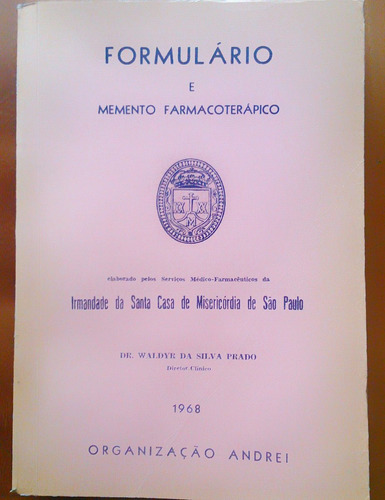 FORMULÁRIO
E
MEMENTO FARMACOTERÁPICO
M
elaborado pelos Serviços Médico-Farmacêuticos da
Irmandade da Santa Casa de Misericórdia de São Paulo
DR. WALDYR DA SILVA PRADO
Diretor-Clínico
1968
ORGANIZAÇÃO ANDREI